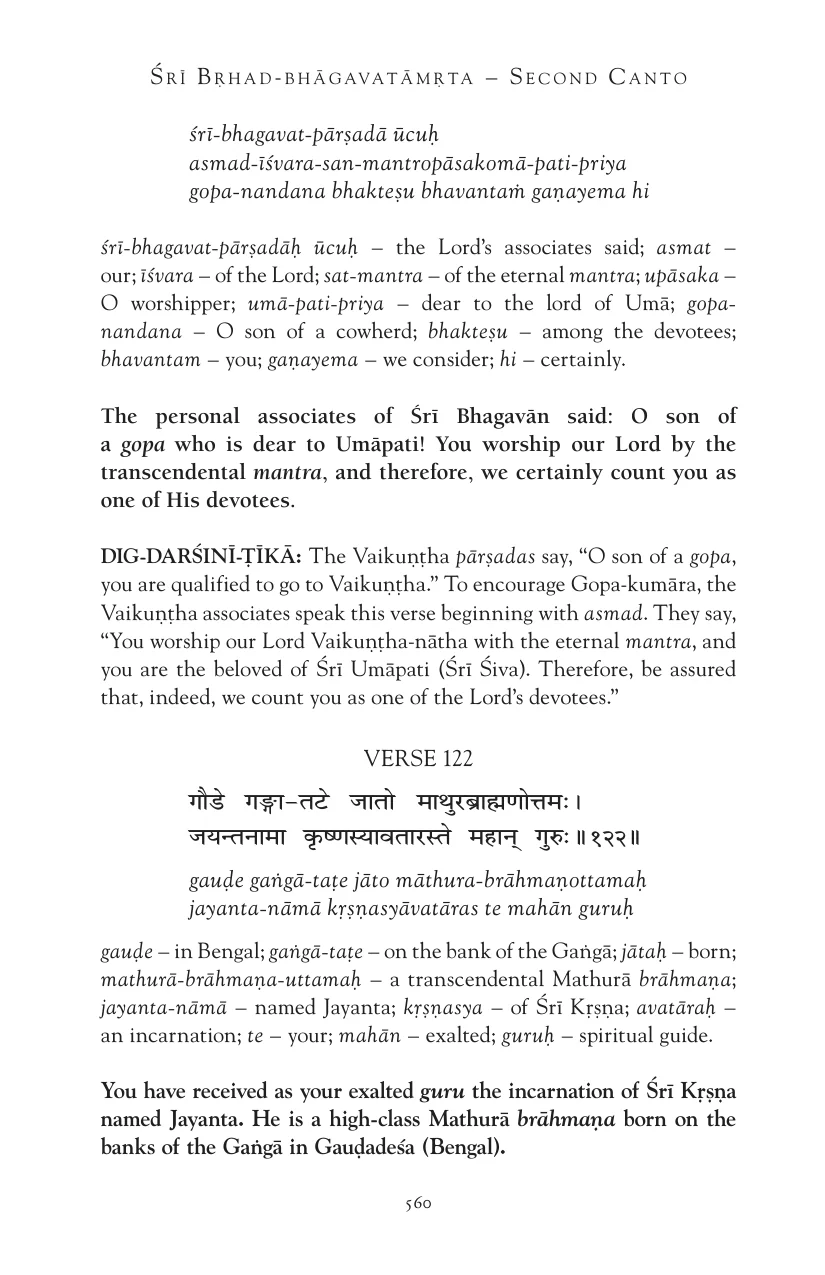 Śrī Bṛhad-bhāgavatāmṛta – Second Canto
śrī-bhagavat-pārṣadā ūcuḥ
asmad-īśvara-san-mantropāsakomā-pati-priya
gopa-nandana bhakteṣu bhavantaṁ gaṇayema hi
śrī-bhagavat-pārṣadāḥ ūcuḥ – the Lord’s associates said; asmat –
our; īśvara – of the Lord; sat-mantra – of the eternal mantra; upāsaka –
O worshipper; umā-pati-priya – dear to the lord of Umā; gopa-
nandana – O son of a cowherd; bhakteṣu – among the devotees;
bhavantam – you; gaṇayema – we consider; hi – certainly.
The personal associates of Śrī Bhagavān said: O son of
a gopa who is dear to Umāpati! You worship our Lord by the
transcendental mantra, and therefore, we certainly count you as
one of His devotees.
DIG-DARŚINĪ-ṬĪKĀ: The Vaikuṇṭha pārṣadas say, “O son of a gopa,
you are qualified to go to Vaikuṇṭha.” To encourage Gopa-kumāra, the
Vaikuṇṭha associates speak this verse beginning with asmad. They say,
“You worship our Lord Vaikuṇṭha-nātha with the eternal mantra, and
you are the beloved of Śrī Umāpati (Śrī Śiva). Therefore, be assured
that, indeed, we count you as one of the Lord’s devotees.”
VERSE 122
गौडे गङ्गा–तटे जातो माथुरब्राह्मणोत्तमः ।
जयन्तनामा कृष्णस्यावतारस्ते महान् गुरुः ॥ १२२ ॥
gauḍe gaṅgā-taṭe jāto māthura-brāhmaṇottamaḥ
jayanta-nāmā kṛṣṇasyāvatāras te mahān guruḥ
gauḍe – in Bengal; gaṅgā-taṭe – on the bank of the Gaṅgā; jātaḥ – born;
mathurā-brāhmaṇa-uttamaḥ – a transcendental Mathurā brāhmaṇa;
jayanta-nāmā – named Jayanta; kṛṣṇasya – of Śrī Kṛṣṇa; avatāraḥ –
an incarnation; te – your; mahān – exalted; guruḥ – spiritual guide.
You have received as your exalted guru the incarnation of Śrī Kṛṣṇa
named Jayanta. He is a high-class Mathurā brāhmaṇa born on the
banks of the Gaṅgā in Gauḍadeśa (Bengal).
560